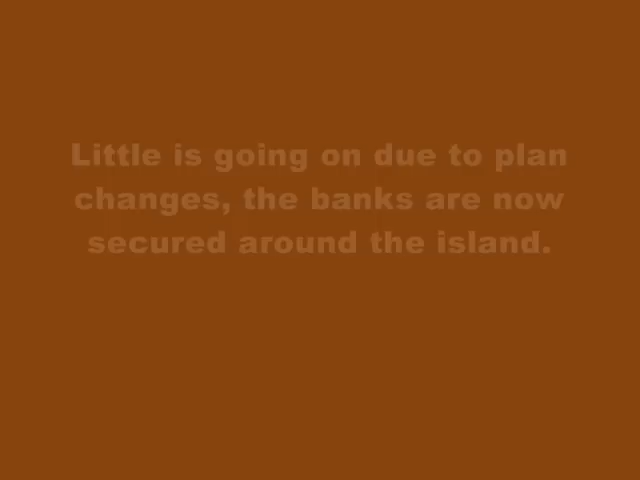 Little is going on due to plan
changes, the banks are now
secured around the island.